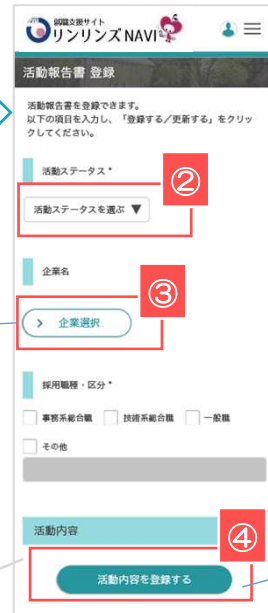 就職支援サイト
リンリンズNAVI
活動報告書 登録
活動報告書を登録できます。
以下の項目を入力し、「登録する/更新する」をクリッ
クしてください。
活動ステータス*
②
活動ステータスを選ぶ ▼
企業名
③
> 企業選択
採用職種・区分*
事務系総合職 技術系総合職 一般職
その他
活動内容
④
活動内容を登録する